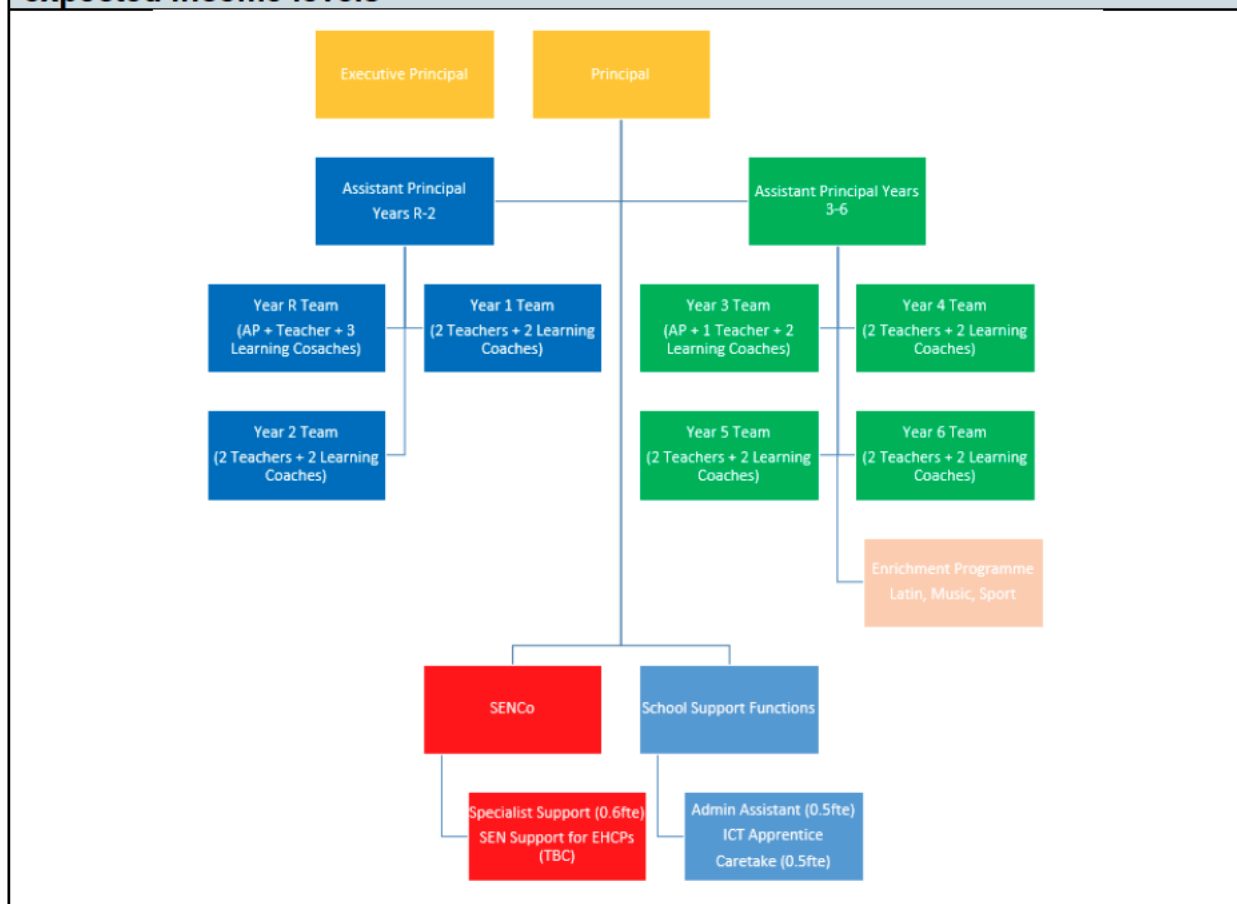 expected income levels
Executive Principal
Principal
Assistant Principal
Years R-2
Assistant Principal Years
3-6
Year R Team
(AP + Teacher + 3
Learning Cosaches)
Year 1 Team
(2 Teachers + 2 Learning
Coaches)
Year 3 Team
(AP + 1 Teacher + 2
Learning Coaches)
Year 4 Team
(2 Teachers + 2 Learning
Coaches)
Year 2 Team
(2 Teachers + 2 Learning
Coaches)
Year 5 Team
(2 Teachers + 2 Learning
Coaches)
Year 6 Team
(2 Teachers + 2 Learning
Coaches)
Enrichment Programme
Latin, Music, Sport
SENCo
School Support Functions
Specialist Support (0.6fte)
SEN Support for EHCPs
(TBC)
Admin Assistant (0.5fte)
ICT Apprentice
Caretake (0.5fte)